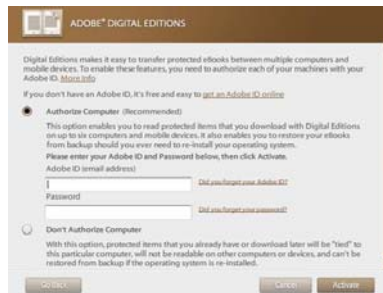 ADOBE® DIGITAL EDITIONS
Digital Editions makes it easy to transfer protected eBooks between multiple computers and
mobile devices. To enable these features, you need to authorize each of your machines with your
Adobe ID. More Info
If you don't have an Adobe ID, it's free and easy to get an Adobe ID online
Authorize Computer (Recommended)
This option enables you to read protected items that you download with Digital Editions
on up to six computers and mobile devices. It also enables you to restore your eBooks
from backup should you ever need to re-install your operating system.
Please enter your Adobe ID and Password below, then click Activate.
Adobe ID (email address)
Did you forget your Adobe ID?
Password
Did you forget your password?
Don't Authorize Computer
With this option, protected items that you already have or download later will be "tied" to
this particular computer, will not be readable on other computers or devices, and can't be
restored from backup if the operating system is re-installed.
Go Back Cancel Activate